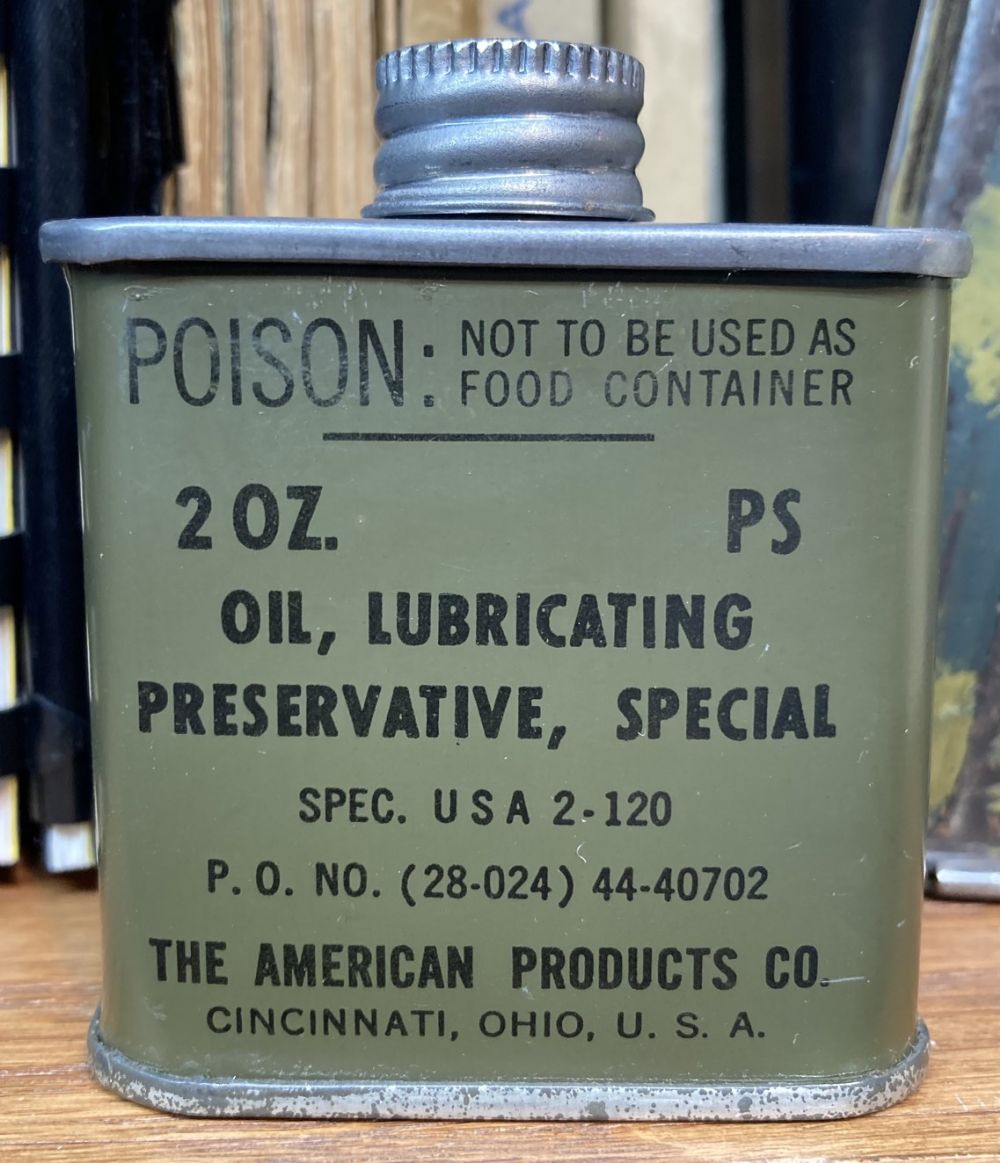 POISON: NOT TO BE USED AS
FOOD CONTAINER
2 OZ. PS
OIL, LUBRICATING
PRESERVATIVE, SPECIAL
SPEC. U S A 2-120
P. O. NO. (28-024) 44-40702
THE AMERICAN PRODUCTS CO.
CINCINNATI, OHIO, U. S. A.